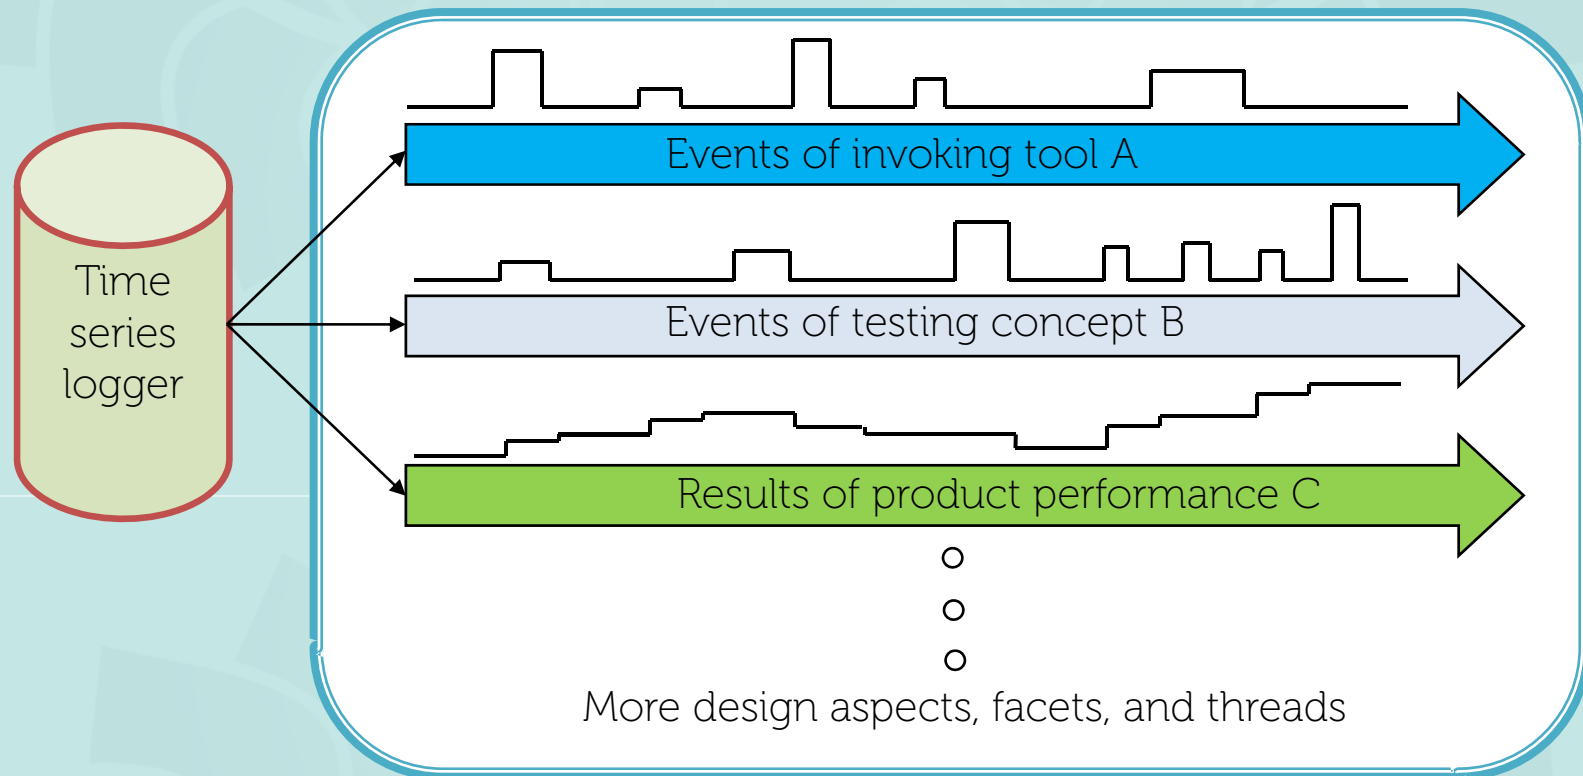 Time
series
logger
Events of invoking tool A
Events of testing concept B
Results of product performance C
More design aspects, facets, and threads